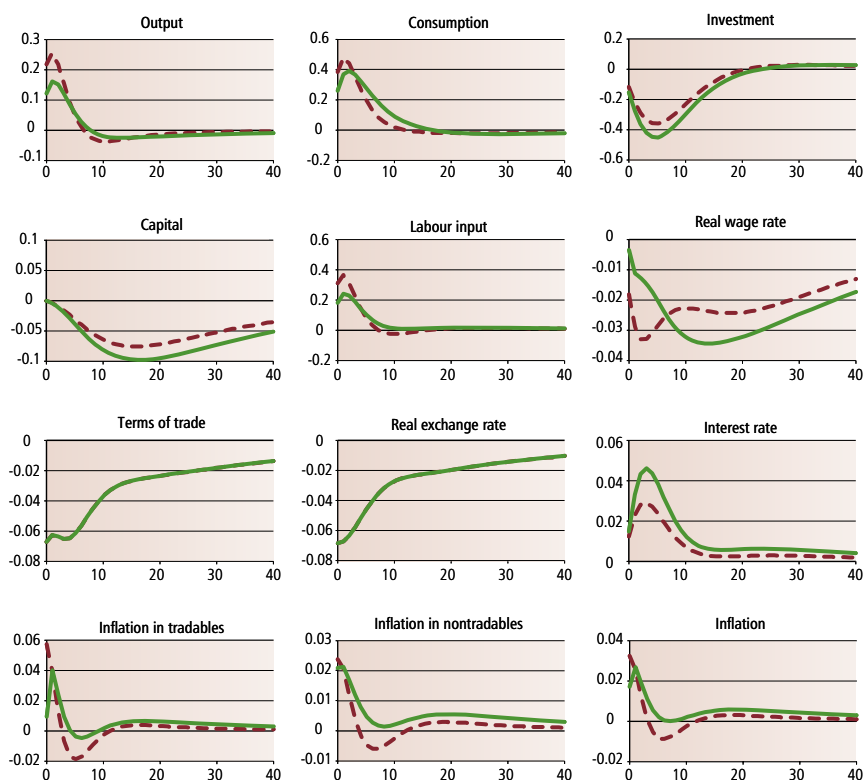 Output
0.3
0.2
0.1
0
-0.1
0 10 20 30 40
Consumption
0.6
0.4
0.2
0
-0.2
0 10 20 30 40
Investment
0.2
0
-0.2
-0.4
-0.6
0 10 20 30 40
Capital
0.1
0.05
0
-0.05
-0.1
0 10 20 30 40
Labour input
0.6
0.4
0.2
0
-0.2
0 10 20 30 40
Real wage rate
0
-0.01
-0.02
-0.03
-0.04
0 10 20 30 40
Terms of trade
0
-0.02
-0.04
-0.06
-0.08
0 10 20 30 40
Real exchange rate
0
-0.02
-0.04
-0.06
-0.08
0 10 20 30 40
Interest rate
0.06
0.04
0.02
0
0 10 20 30 40
Inflation in tradables
0.06
0.04
0.02
0
-0.02
0 10 20 30 40
Inflation in nontradables
0.03
0.02
0.01
0
-0.01
0 10 20 30 40
Inflation
0.04
0.02
0
-0.02
0 10 20 30 40